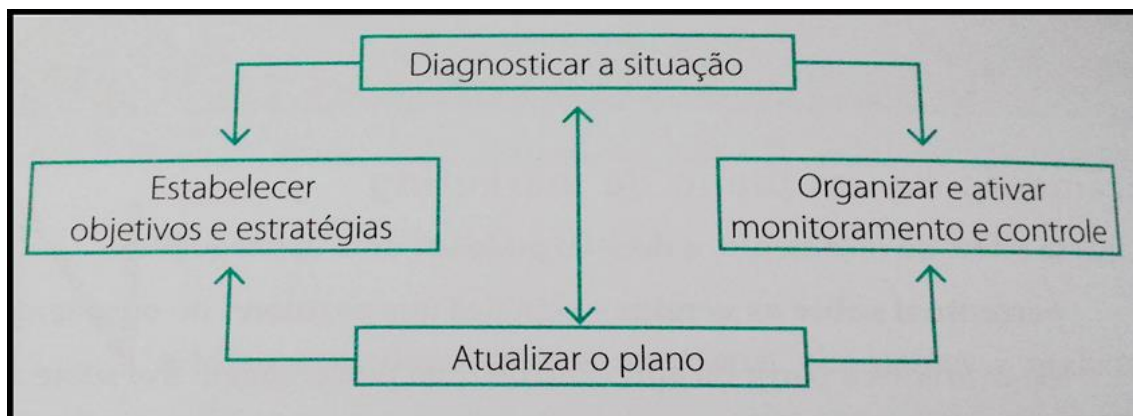 Diagnosticar a situação
Estabelecer
objetivos e estratégias
Organizar e ativar
monitoramento e controle
Atualizar o plano